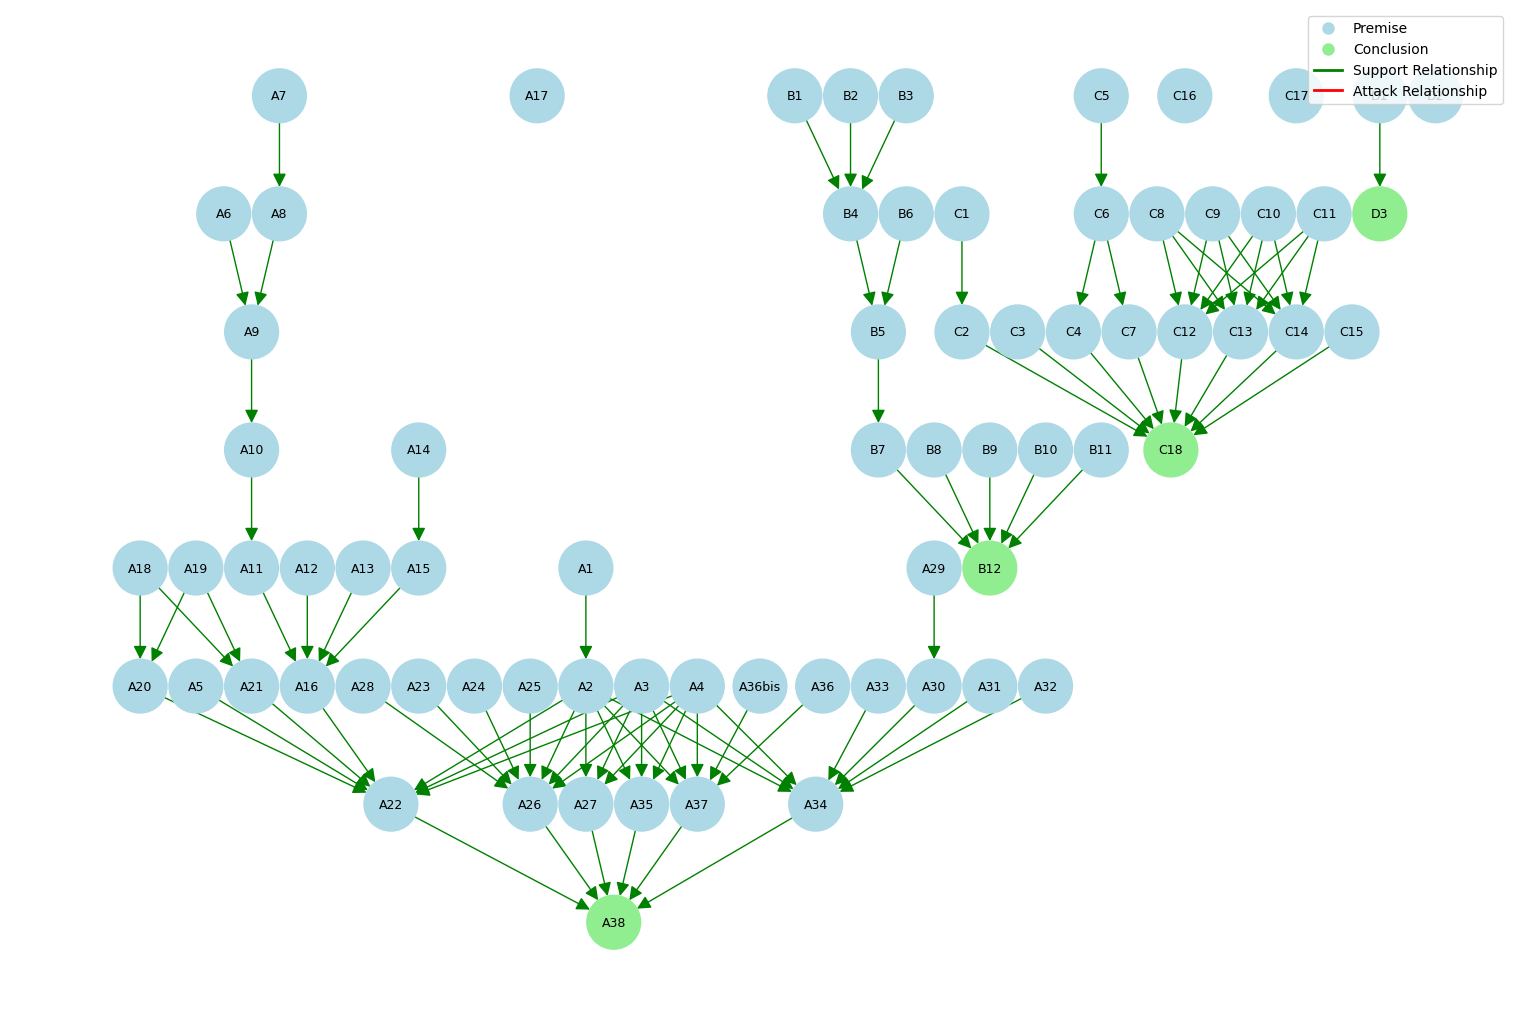 Premise
Conclusion
Support Relationship
Attack Relationship
A7 A17 B1 B2 B3 C5 C16 C17
A6 A8 B4 B6 C1 C6 C8 C9 C10 C11 D3
A9 B5 C2 C3 C4 C7 C12 C13 C14 C15
A10 A14 B7 B8 B9 B10 B11 C18
A18 A19 A11 A12 A13 A15 A1 A29 B12
A20 A5 A21 A16 A28 A23 A24 A25 A2 A3 A4 A36bis A36 A33 A30 A31 A32
A22 A26 A27 A35 A37 A34
A38